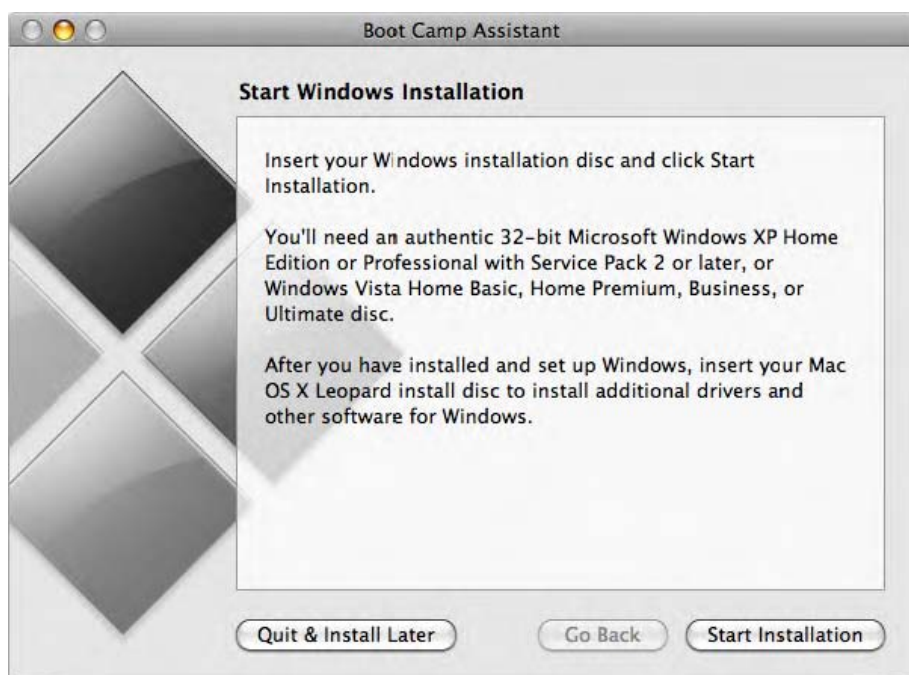 Boot Camp Assistant
Start Windows Installation
Insert your Windows installation disc and click Start
Installation.
You'll need an authentic 32-bit Microsoft Windows XP Home
Edition or Professional with Service Pack 2 or later, or
Windows Vista Home Basic, Home Premium, Business, or
Ultimate disc.
After you have installed and set up Windows, insert your Mac
OS X Leopard install disc to install additional drivers and
other software for Windows.
Quit & Install Later
Go Back
Start Installation